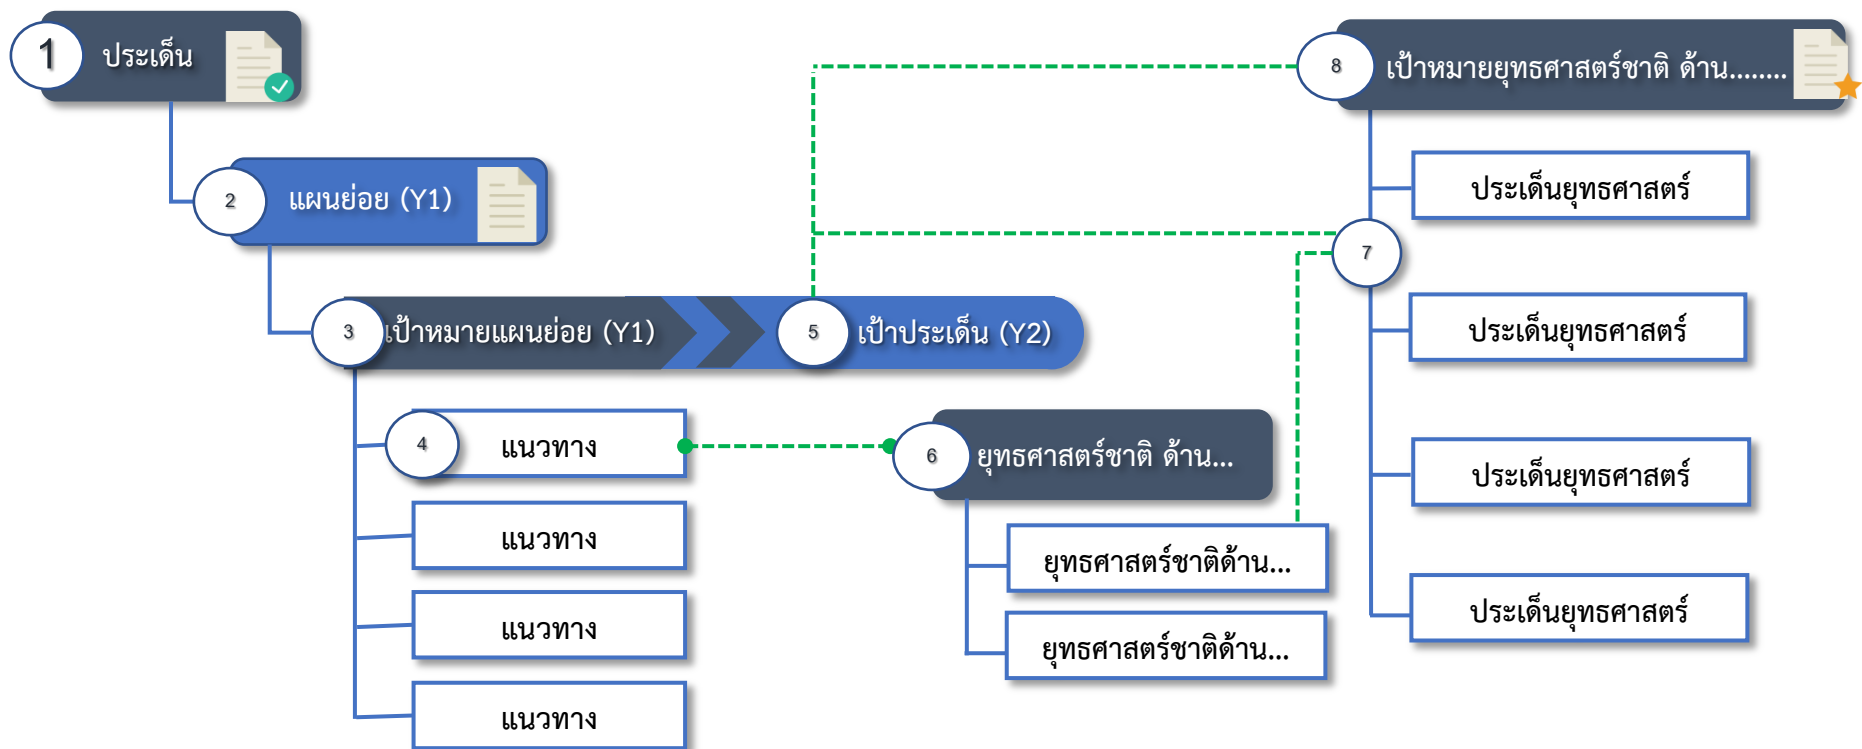 1
ประเด็น
2
แผนย่อย (Y1)
3
เป้าหมายแผนย่อย (Y1)
5
เป้าประเด็น (Y2)
4
แนวทาง
แนวทาง
แนวทาง
แนวทาง
6
ยุทธศาสตร์ชาติ ด้าน...
ยุทธศาสตร์ชาติด้าน...
ยุทธศาสตร์ชาติด้าน...
8
เป้าหมายยุทธศาสตร์ชาติ ด้าน........
7
ประเด็นยุทธศาสตร์
ประเด็นยุทธศาสตร์
ประเด็นยุทธศาสตร์
ประเด็นยุทธศาสตร์